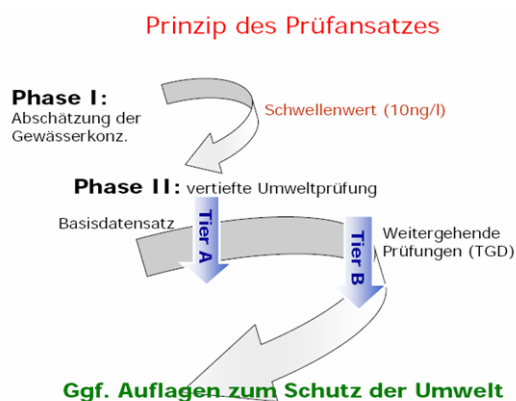 Prinzip des Prüfansatzes
Phase I:
Abschätzung der
Gewässerkonz.
Schwellenwert (10ng/l)
Phase II: vertiefte Umweltprüfung
Basisdatensatz
Tier A
Tier B
Weitergehende
Prüfungen (TGD)
Ggf. Auflagen zum Schutz der Umwelt